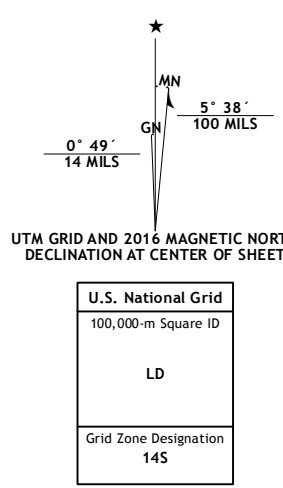 ★
MN
GN
5° 38´
100 MILS
0° 49´
14 MILS
UTM GRID AND 2016 MAGNETIC NORT
DECLINATION AT CENTER OF SHEET
U.S. National Grid
100,000-m Square ID
LD
Grid Zone Designation
14S